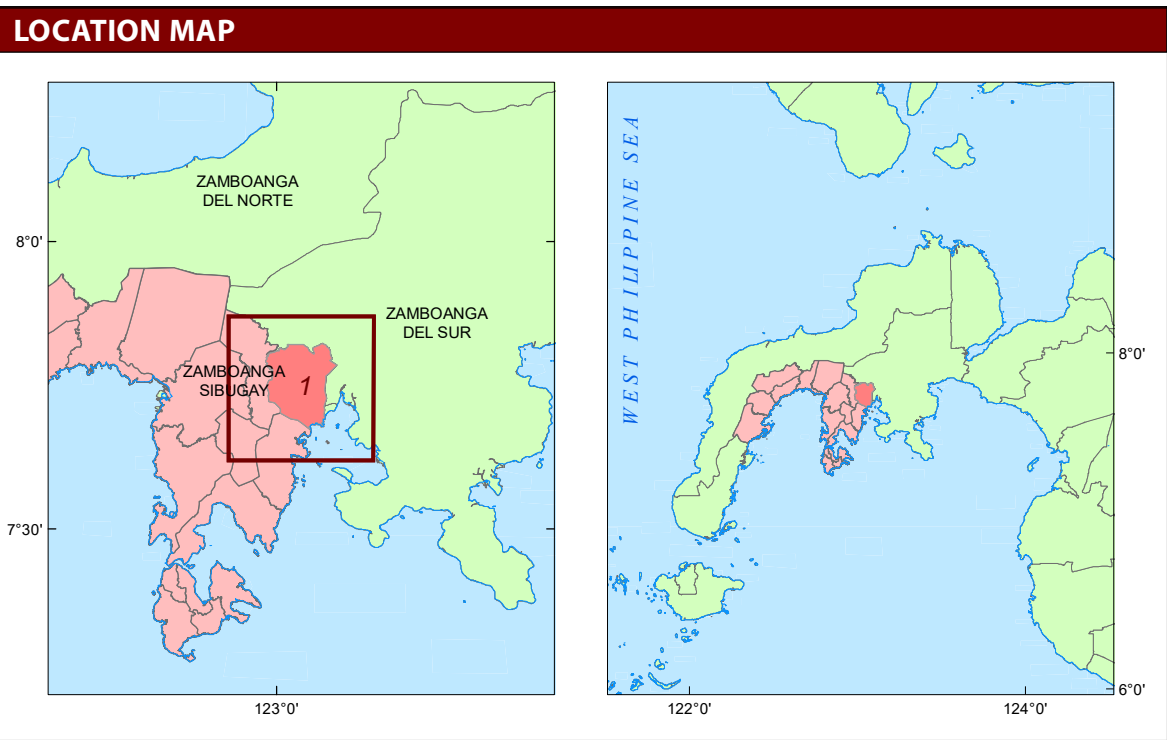 LOCATION MAP
ZAMBOANGA
DEL NORTE
8°0'
ZAMBOANGA
DEL SUR
ZAMBOANGA
SIBUGAY
1
7°30'
123°0'
WEST PHILIPPINE SEA
8°0'
6°0'
122°0'
124°0'